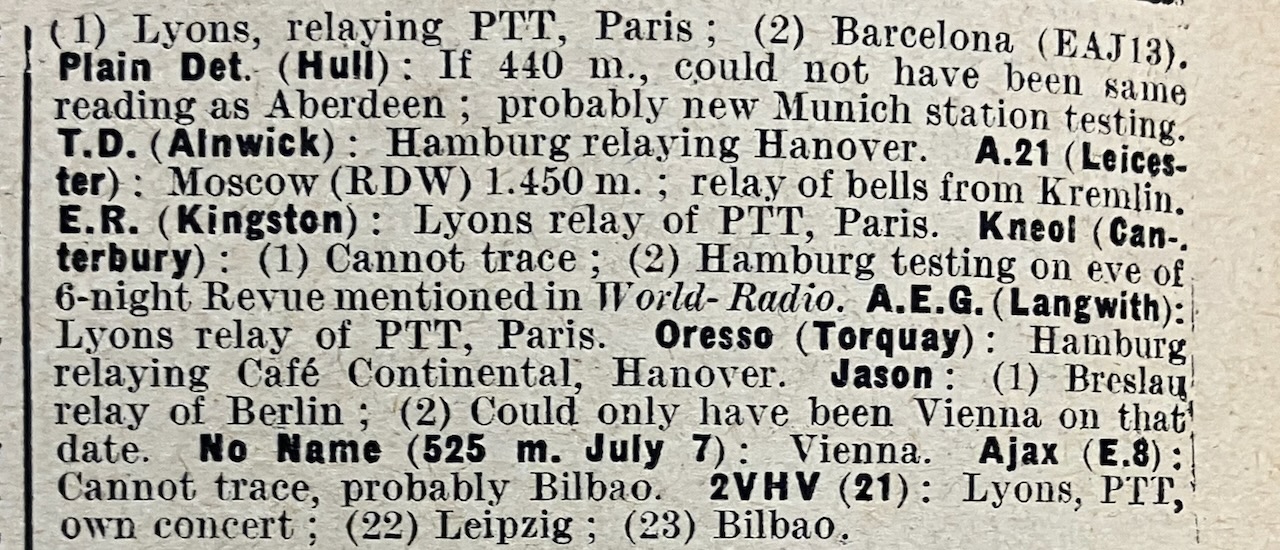 (1) Lyons, relaying PTT, Paris ; (2) Barcelona (EAJ13).
Plain Det. (Hull) : If 440 m., could not have been same
reading as Aberdeen ; probably new Munich station testing.
T.D. (Alnwick) : Hamburg relaying Hanover. A.21 (Leices-
ter) : Moscow (RDW) 1.450 m. ; relay of bells from Kremlin.
E.R. (Kingston) : Lyons relay of PTT, Paris. Kneol (Can-
terbury) : (1) Cannot trace ; (2) Hamburg testing on eve of
6-night Revue mentioned in World-Radio. A.E.G. (Langwith):
Lyons relay of PTT, Paris. Oresso (Torquay) : Hamburg
relaying Café Continental, Hanover. Jason : (1) Breslau
relay of Berlin ; (2) Could only have been Vienna on that
date. No Name (525 m. July 7) : Vienna. Ajax (E.8) :
Cannot trace, probably Bilbao. 2VHV (21) : Lyons, PTT,
own concert ; (22) Leipzig ; (23) Bilbao.